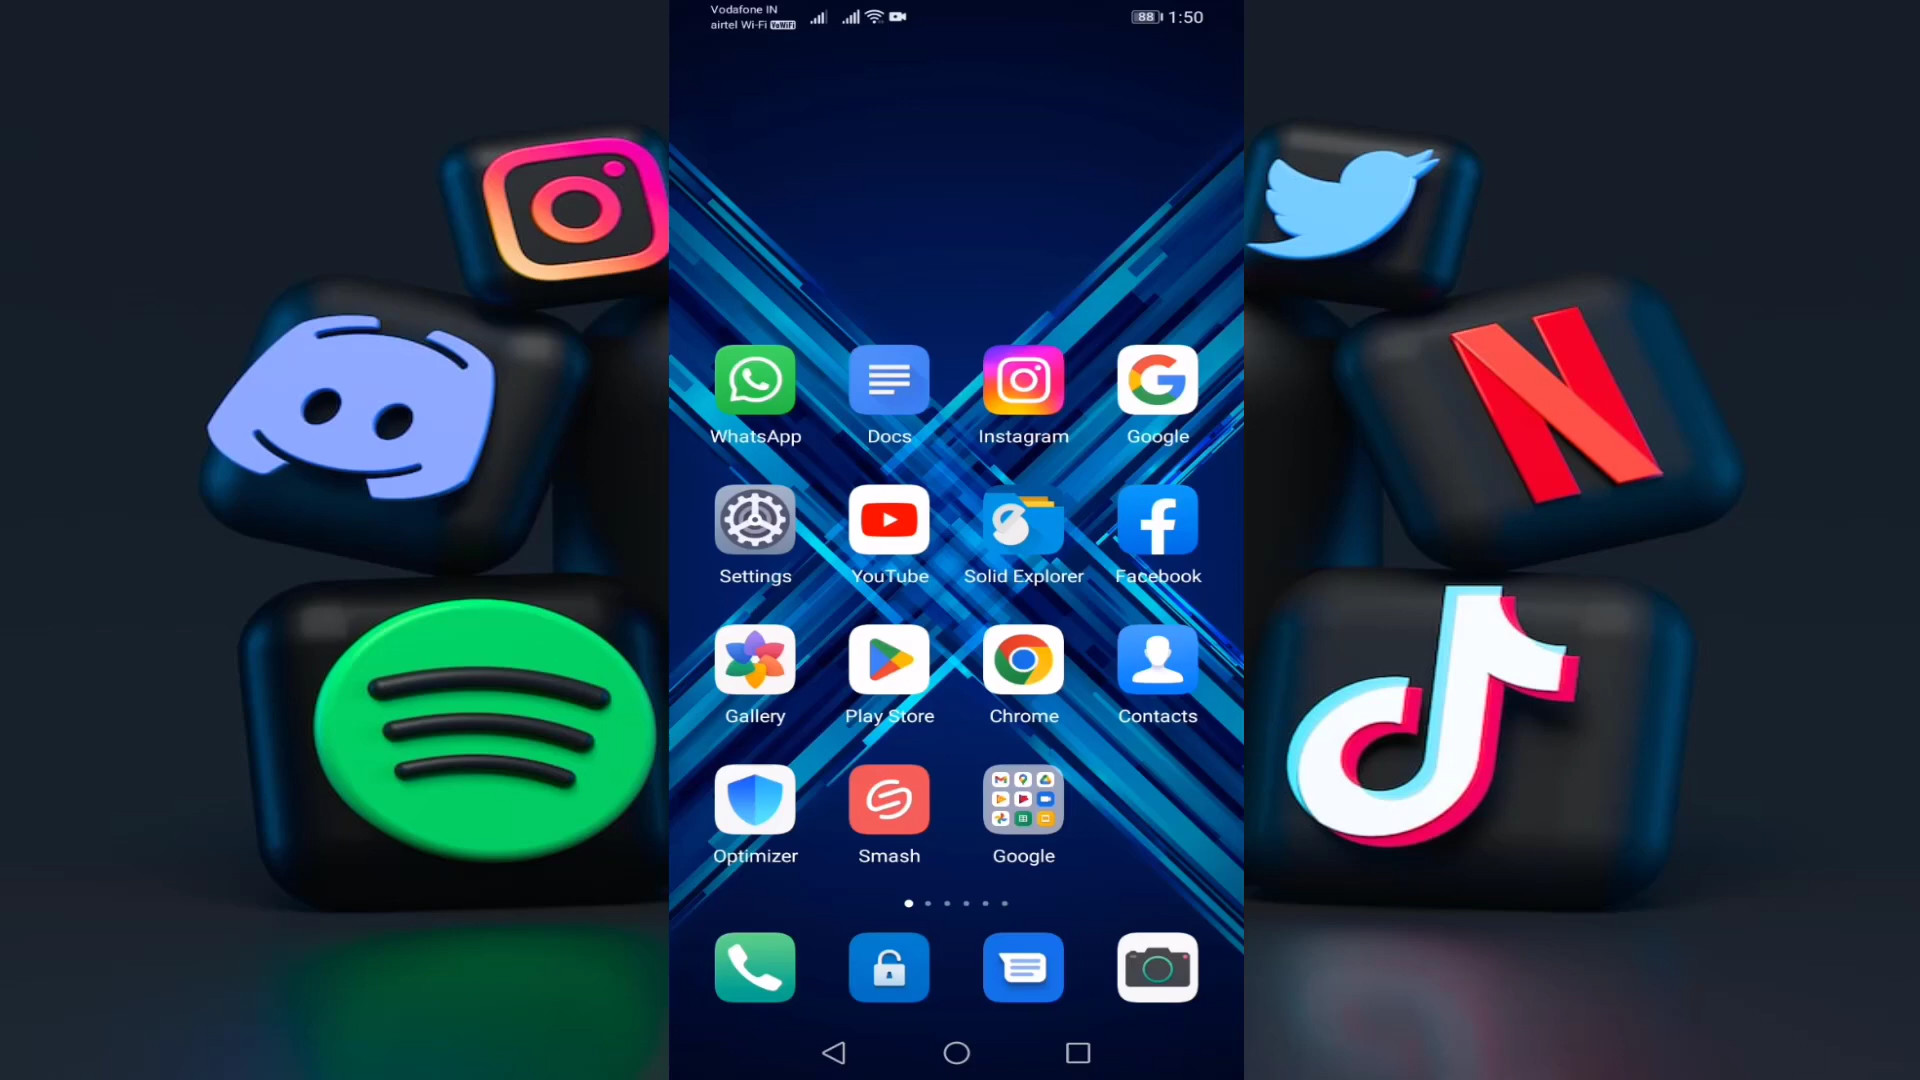 Vodafone IN
airtel Wi-Fi VoWiFi
88 1:50
WhatsApp
Docs
Instagram
Google
Settings
YouTube
Solid Explorer
Facebook
Gallery
Play Store
Chrome
Contacts
Optimizer
Smash
Google